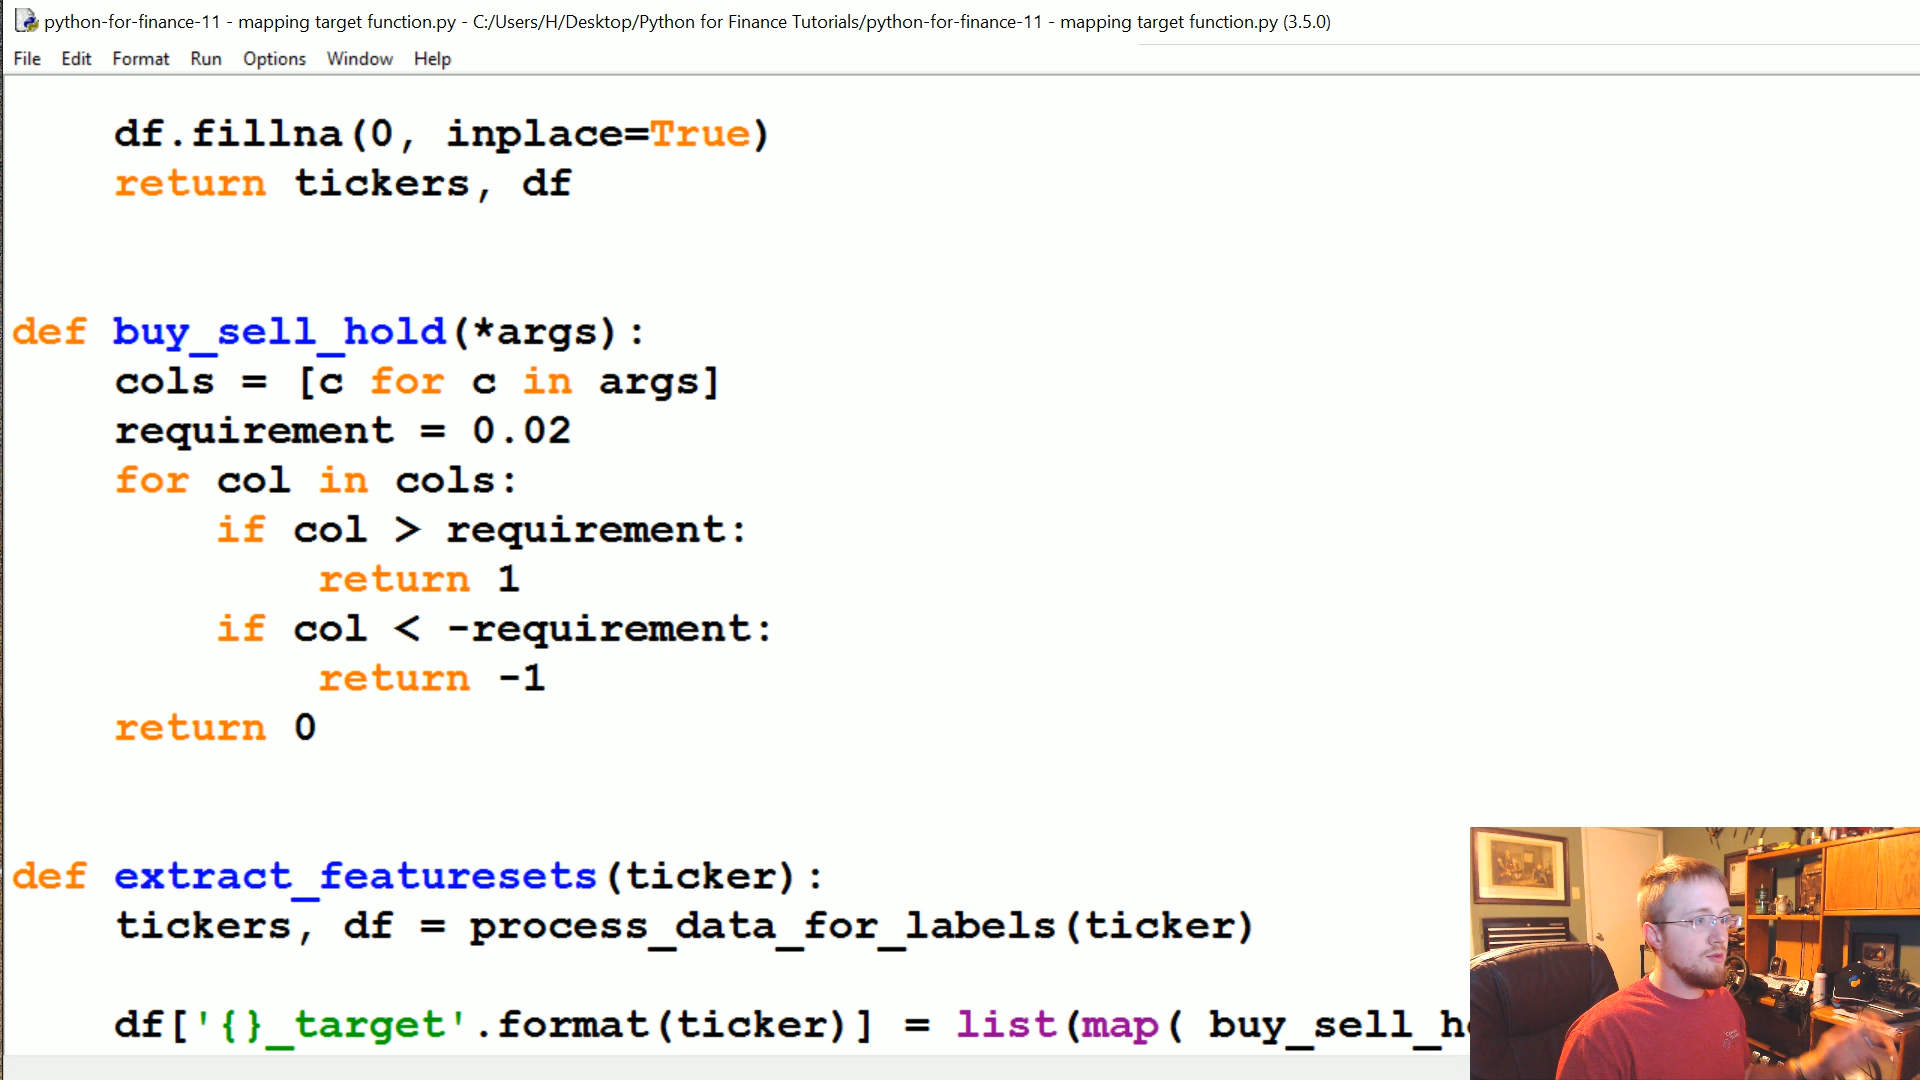 python-for-finance-11 - mapping target function.py - C:/Users/H/Desktop/Python for Finance Tutorials/python-for-finance-11 - mapping target function.py (3.5.0)
File Edit Format Run Options Window Help
df.fillna(0, inplace=True)
return tickers, df
def buy_sell_hold(*args):
cols = [c for c in args]
requirement = 0.02
for col in cols:
if col > requirement:
return 1
if col < -requirement:
return -1
return 0
def extract_featuresets(ticker):
tickers, df = process_data_for_labels(ticker)
df['{}_target'.format(ticker)] = list(map( buy_sell_h